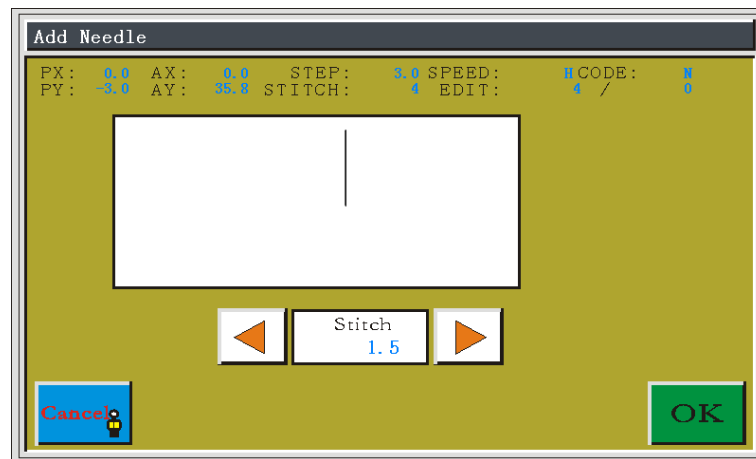 Add Needle
PX: 0.0 AX: 0.0 STEP: 3.0 SPEED: H CODE: N
PY: -3.0 AY: 35.8 STITCH: 4 EDIT: 4 / 0
Stitch
1.5
Cancel
OK